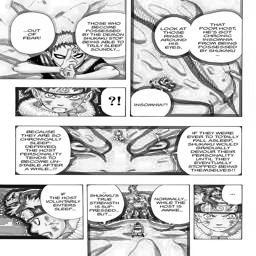 THAT
POOR HOST,
HE'S GOT
CHRONIC
INSOMNIA
FROM BEING
POSSESSED BY
SHUKAKU...
LOOK AT
THOSE
RINGS
AROUND
HIS
EYES.
INSOMNIA?!
THOSE WHO
BECOME
POSSESSED
BY THE DEMON
SHUKAKU STOP
BEING ABLE
TO TRULY SLEEP
SOUNDLY...
...OUT
OF
FEAR!
?!
IF THEY WERE
EVER TO TOTALLY
FALL ASLEEP,
SHUKAKU WOULD
GRADUALLY
DEVOUR THEIR
PERSONALITY
UNTIL THEY
EVENTUALLY
STOPPED BEING
THEMSELVES!!
BECAUSE
THEY ARE SO
CHRONICALLY
SLEEP-
DEPRIVED,
THE HOST
PERSONALITY
TENDS TO
BECOME UN-
STABLE AFTER
A WHILE...
NORMALLY,
WHILE THE
HOST IS
AWAKE...
SHUKAKU'S
TRUE
STRENGTH IS
SUP-
PRESSED.
BUT...
...IF
THE HOST
VOLUNTARILY
ENTERS
SLEEP...